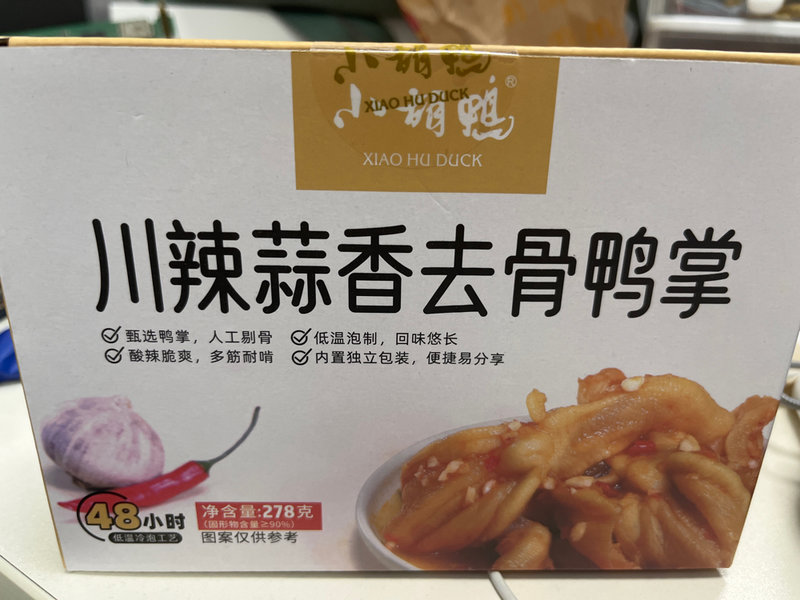 小胡鸭
XIAO HU DUCK
小胡鸭®
XIAO HU DUCK
川辣蒜香去骨鸭掌
甄选鸭掌，人工剔骨 低温泡制，回味悠长
酸辣脆爽，多筋耐啃 内置独立包装，便捷易分享
48小时
低温冷泡工艺
净含量:278克
(固形物含量≥90%)
图案仅供参考